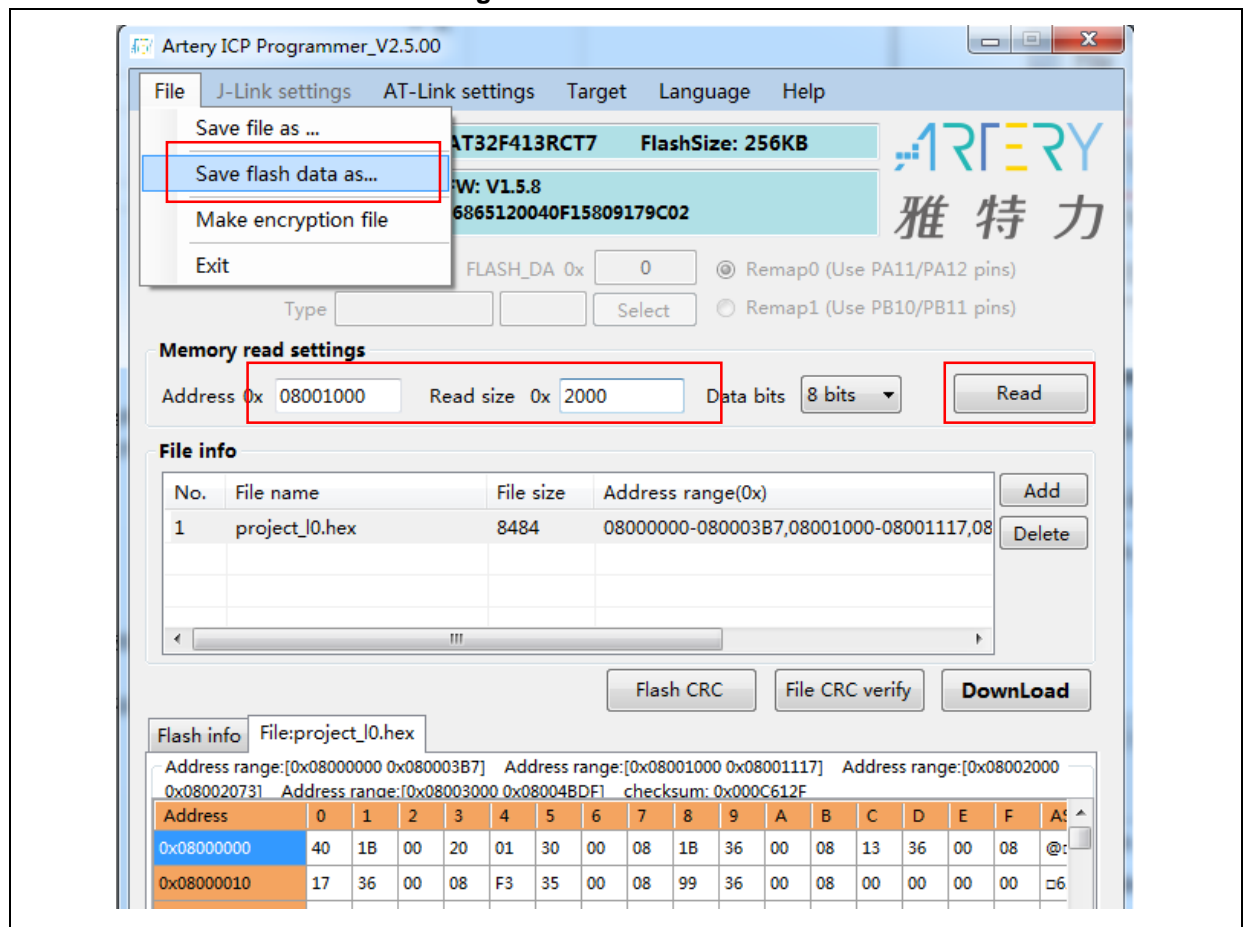 Artery ICP Programmer_V2.5.00
File J-Link settings AT-Link settings Target Language Help
Save file as ...
AT32F413RCT7 FlashSize: 256KB
ARTERY
Save flash data as...
FW: V1.5.8
6865120040F15809179C02
雅特力
Make encryption file
Exit
FLASH_DA 0x 0 Remap0 (Use PA11/PA12 pins)
Type Select Remap1 (Use PB10/PB11 pins)
Memory read settings
Address 0x 08001000 Read size 0x 2000 Data bits 8 bits Read
File info
No. File name File size Address range(0x) Add
1 project_l0.hex 8484 08000000-080003B7,08001000-08001117,08 Delete
Flash CRC File CRC verify DownLoad
Flash info File:project_l0.hex
Address range:[0x08000000 0x080003B7] Address range:[0x08001000 0x08001117] Address range:[0x08002000
0x08002073] Address range:[0x08003000 0x08004BDF] checksum: 0x000C612F
Address 0 1 2 3 4 5 6 7 8 9 A B C D E F
0x08000000 40 1B 00 20 01 30 00 08 1B 36 00 08 13 36 00 08
0x08000010 17 36 00 08 F3 35 00 08 99 36 00 08 00 00 00 00